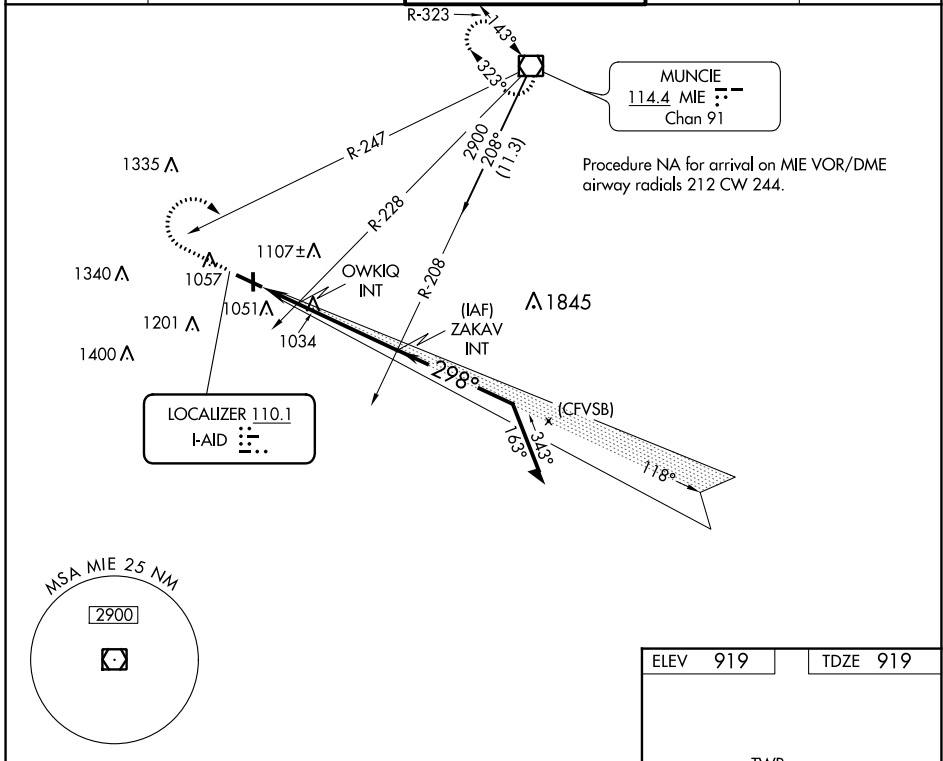 R-323
143°
323°
MUNCIE
114.4 MIE
Chan 91
2900
208°
(11.3)
R-247
Procedure NA for arrival on MIE VOR/DME
airway radials 212 CW 244.
1335
R-228
1107±
R-208
OWKIQ
INT
1340
1057
1051
1034
(IAF)
ZAKAV
INT
1845
1201
1400
298°
(CFVSB)
LOCALIZER 110.1
I-AID
163°
343°
118°
MSA MIE 25 NM
2900
ELEV 919
TDZE 919